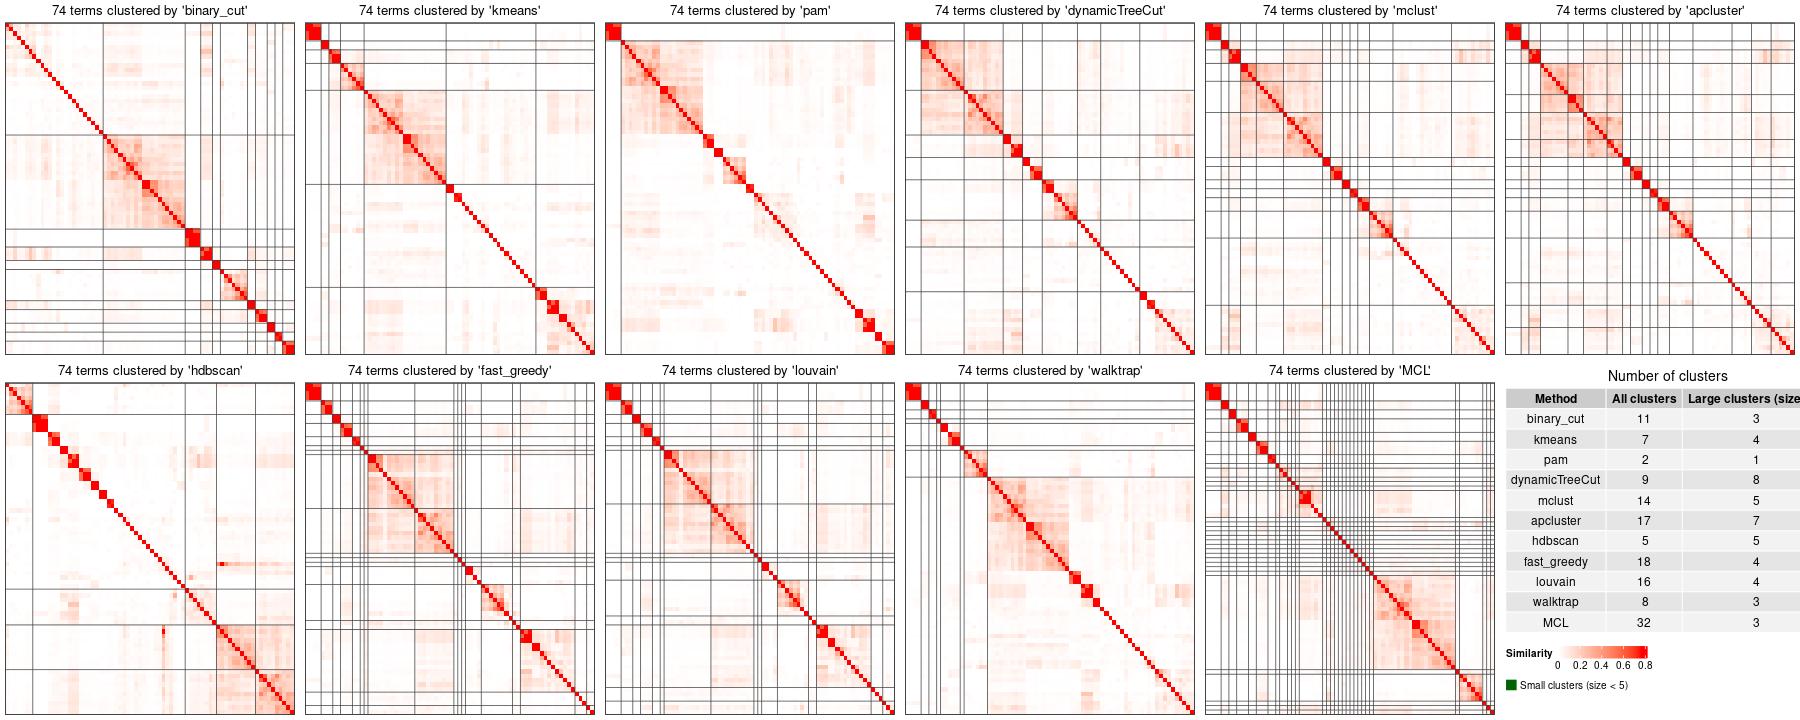 74 terms clustered by 'binary_cut'
74 terms clustered by 'kmeans'
74 terms clustered by 'pam'
74 terms clustered by 'dynamicTreeCut'
74 terms clustered by 'mclust'
74 terms clustered by 'apcluster'
74 terms clustered by 'hdbscan'
74 terms clustered by 'fast_greedy'
74 terms clustered by 'louvain'
74 terms clustered by 'walktrap'
74 terms clustered by 'MCL'
Number of clusters
Method All clusters Large clusters (size
binary_cut 11 3
kmeans 7 4
pam 2 1
dynamicTreeCut 9 8
mclust 14 5
apcluster 17 7
hdbscan 5 5
fast_greedy 18 4
louvain 16 4
walktrap 8 3
MCL 32 3
Similarity
0 0.2 0.4 0.6 0.8
Small clusters (size < 5)